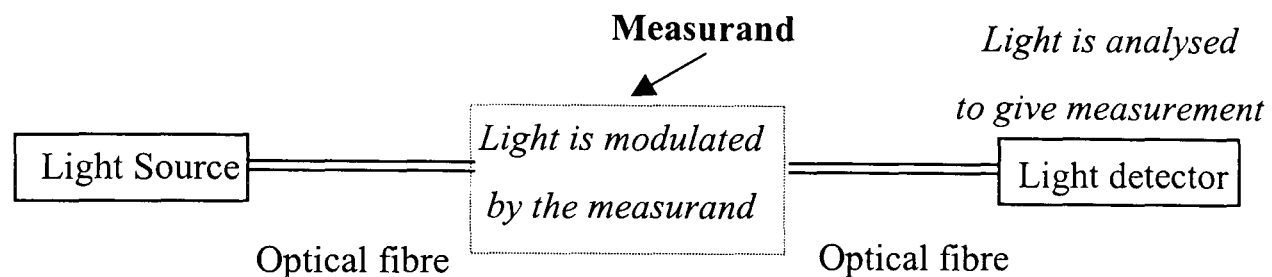 Measurand
Light is analysed
to give measurement
Light Source
Light is modulated
by the measurand
Light detector
Optical fibre
Optical fibre